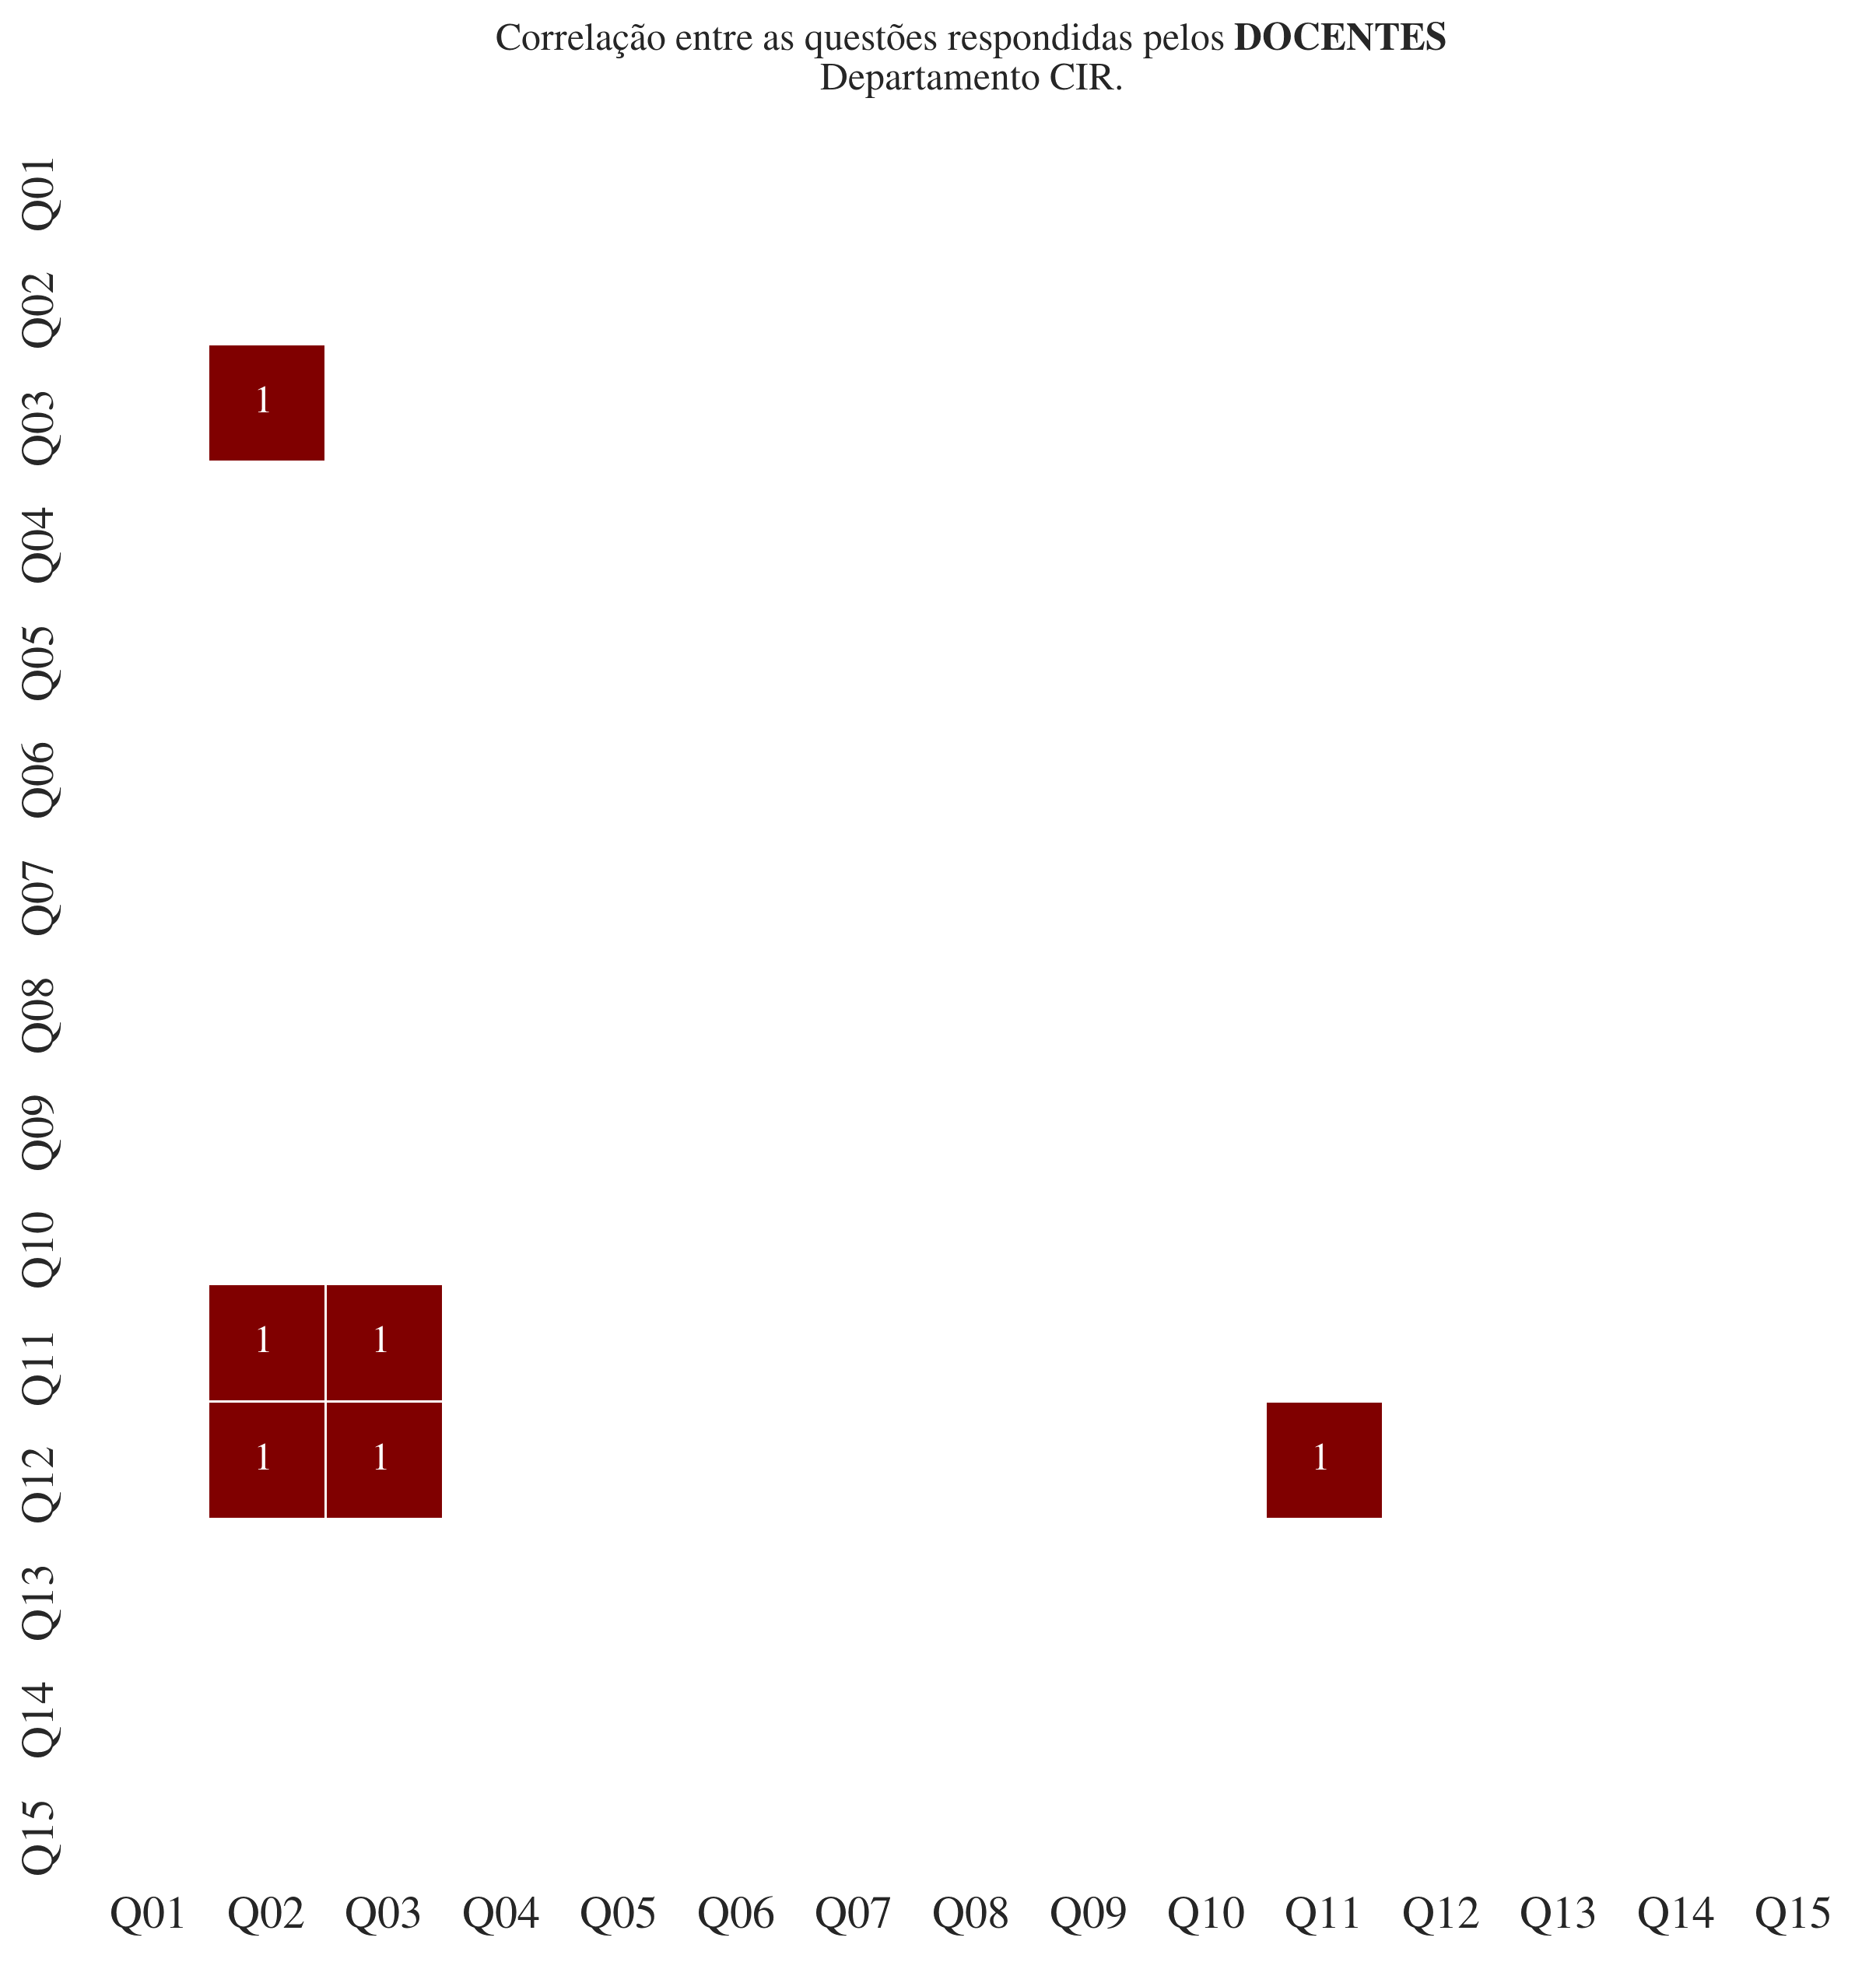 Correlação entre as questões respondidas pelos DOCENTES
Departamento CIR.
Q01
Q02
Q03
1
Q04
Q05
Q06
Q07
Q08
Q09
Q10
Q11
1 1
Q12
1 1 1
Q13
Q14
Q15
Q01 Q02 Q03 Q04 Q05 Q06 Q07 Q08 Q09 Q10 Q11 Q12 Q13 Q14 Q15